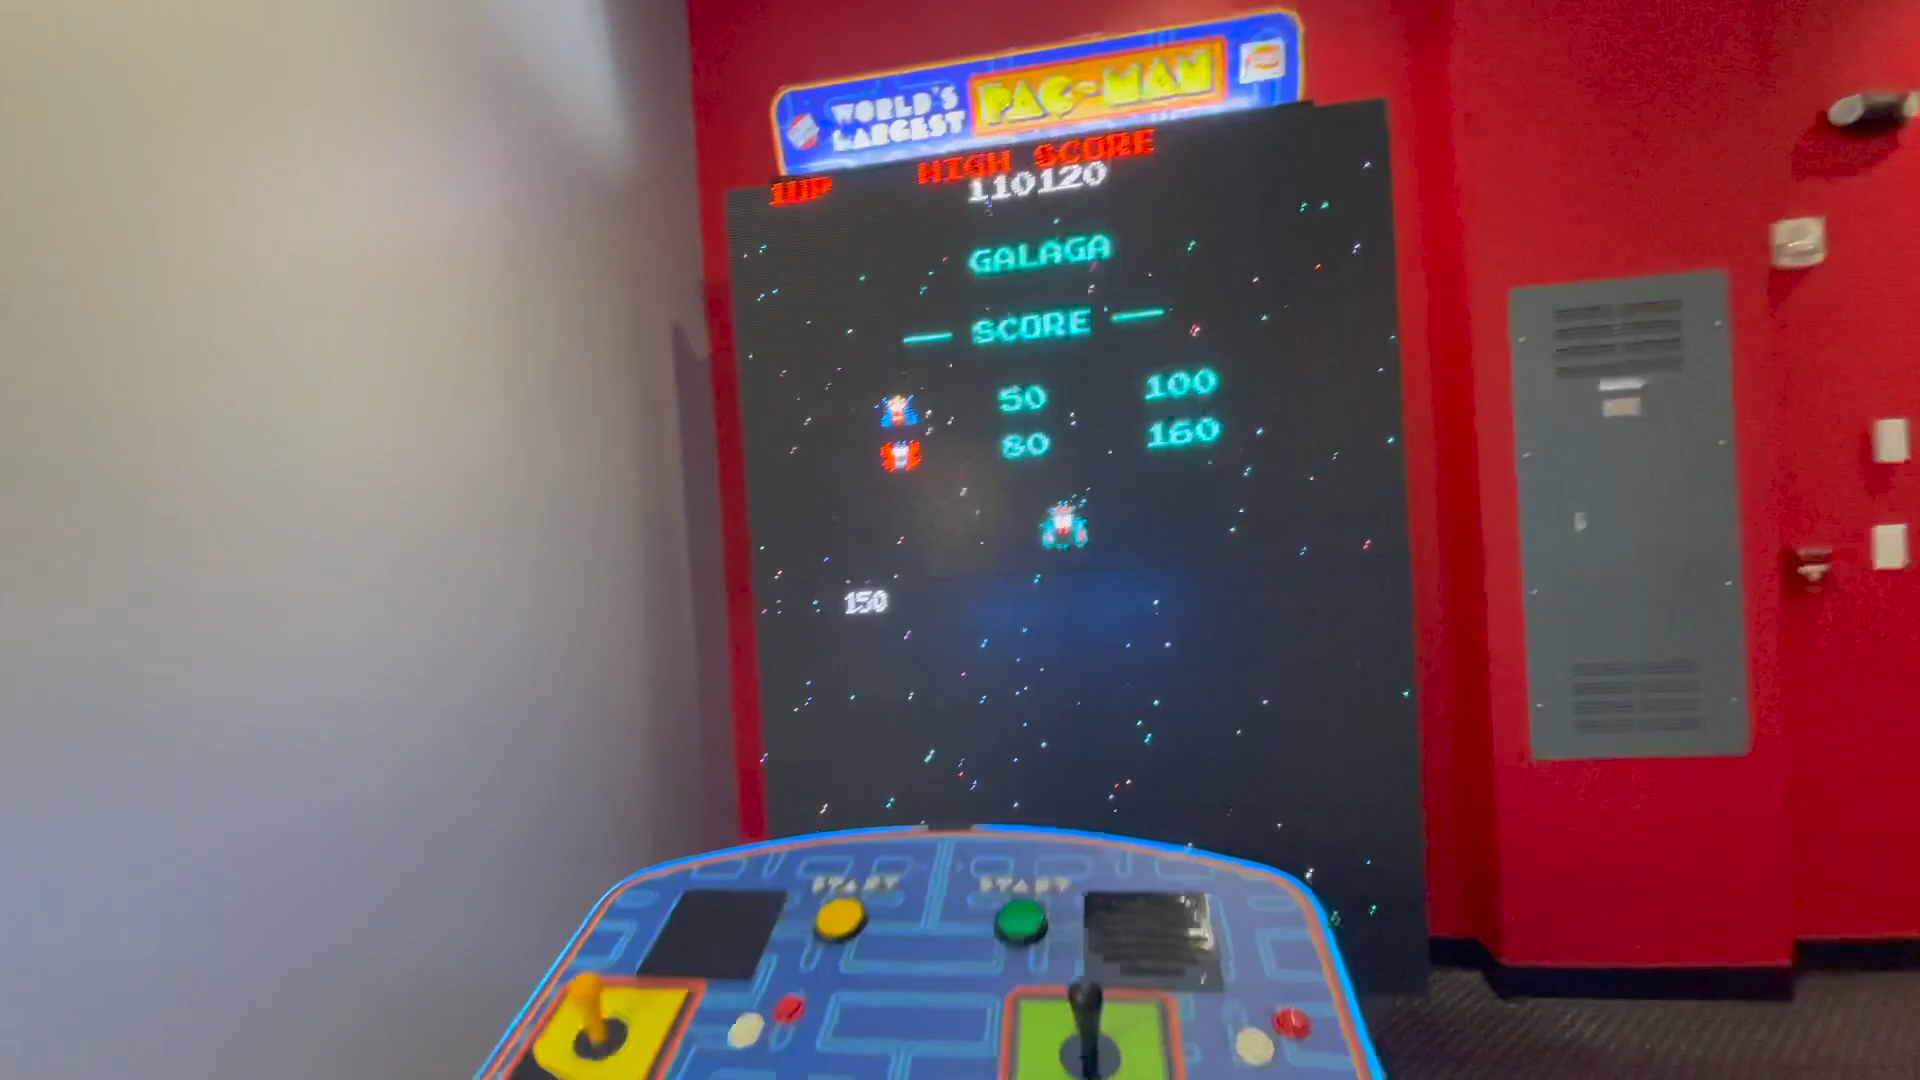 WORLD'S
LARGEST
PAC-MAN
1UP
HIGH SCORE
110120
GALAGA
— SCORE —
50 100
80 160
150
START START